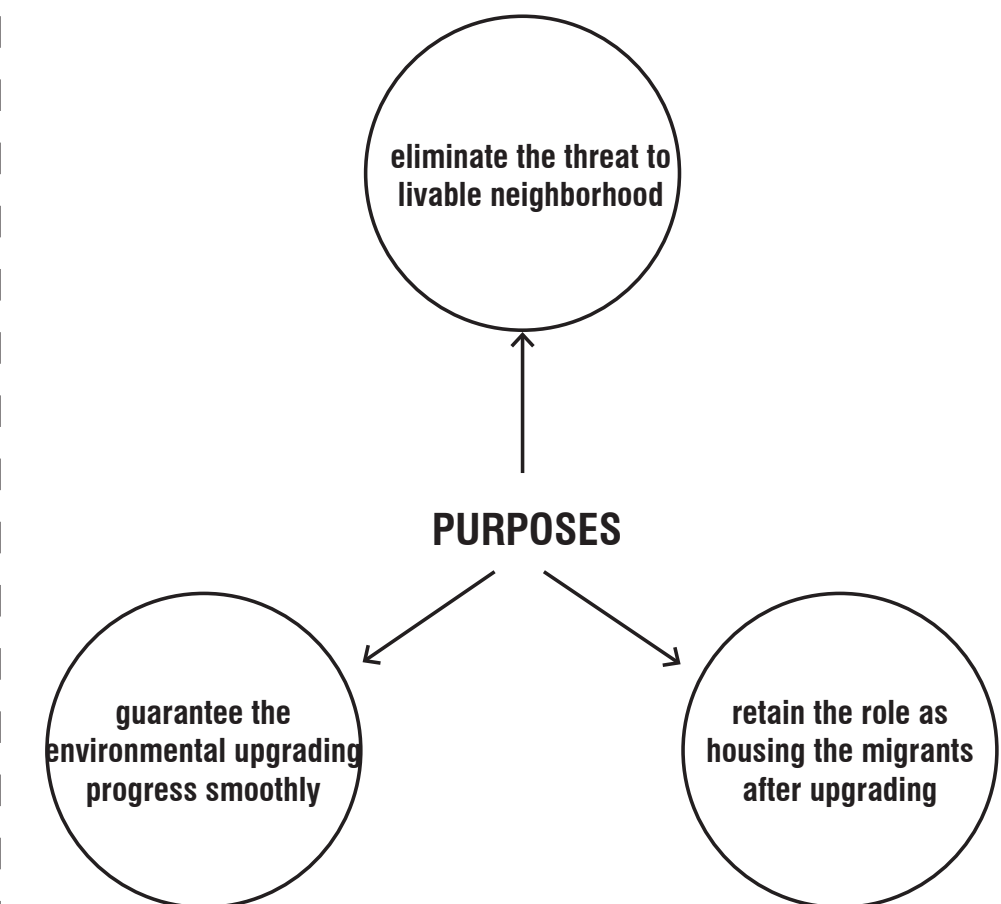 eliminate the threat to
livable neighborhood
PURPOSES
guarantee the
environmental upgrading
progress smoothly
retain the role as
housing the migrants
after upgrading